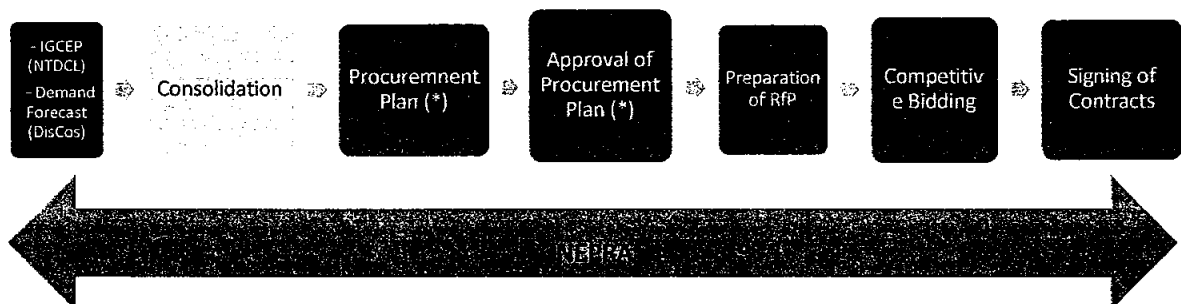 - IGCEP
(NTDCL)
- Demand
Forecast
(DisCos)
Consolidation
Procuremnent
Plan (*)
Approval of
Procurement
Plan (*)
Preparation
of RfP
Competitiv
e Bidding
Signing of
Contracts
NEPRA